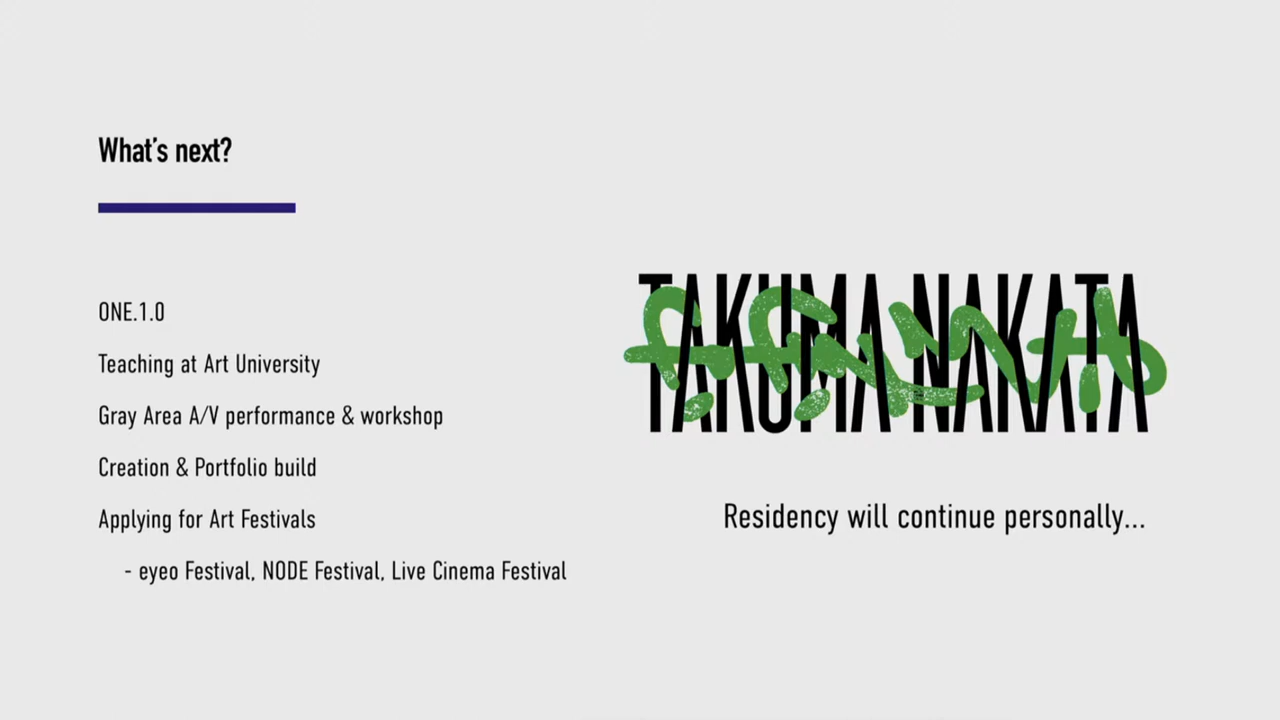 What's next?
ONE.1.0
Teaching at Art University
Gray Area A/V performance & workshop
Creation & Portfolio build
Applying for Art Festivals
- eyeo Festival, NODE Festival, Live Cinema Festival
TAKUMA NAKATA
Residency will continue personally...